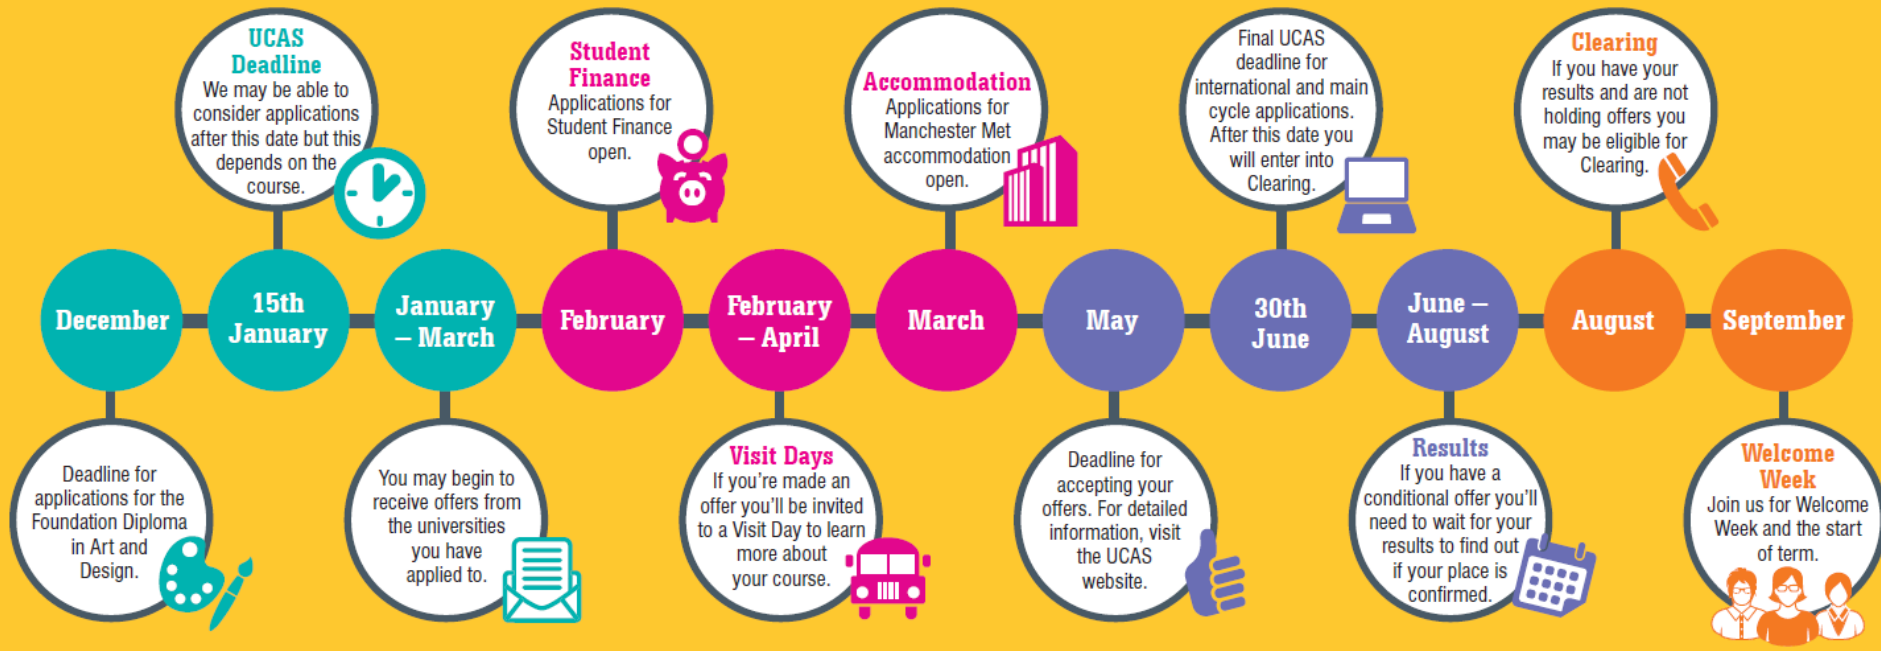 UCAS
Deadline
We may be able to
consider applications
after this date but this
depends on the
course.
Student
Finance
Applications for
Student Finance
open.
Accommodation
Applications for
Manchester Met
accommodation
open.
Final UCAS
deadline for
international and main
cycle applications.
After this date you
will enter into
Clearing.
Clearing
If you have your
results and are not
holding offers you
may be eligible for
Clearing.
December
15th
January
January
– March
February
February
– April
March
May
30th
June
June –
August
August
September
Deadline for
applications for the
Foundation Diploma
in Art and
Design.
You may begin to
receive offers from
the universities
you have
applied to.
Visit Days
If you're made an
offer you'll be invited
to a Visit Day to learn
more about
your course.
Deadline for
accepting your
offers. For detailed
information, visit
the UCAS
website.
Results
If you have a
conditional offer you'll
need to wait for your
results to find out
if your place is
confirmed.
Welcome
Week
Join us for Welcome
Week and the start
of term.